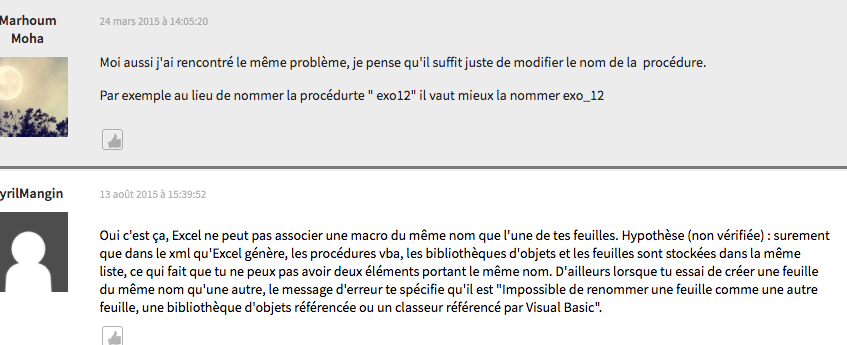 Marhoum
Moha
24 mars 2015 à 14:05:20
Moi aussi j'ai rencontré le même problème, je pense qu'il suffit juste de modifier le nom de la procédure.
Par exemple au lieu de nommer la procédurte " exo12" il vaut mieux la nommer exo_12
yrilMangin
13 août 2015 à 15:39:52
Oui c'est ça, Excel ne peut pas associer une macro du même nom que l'une de tes feuilles. Hypothèse (non vérifiée) : surement
que dans le xml qu'Excel génère, les procédures vba, les bibliothèques d'objets et les feuilles sont stockées dans la même
liste, ce qui fait que tu ne peux pas avoir deux éléments portant le même nom. D'ailleurs lorsque tu essai de créer une feuille
du même nom qu'une autre, le message d'erreur te spécifie qu'il est "Impossible de renommer une feuille comme une autre
feuille, une bibliothèque d'objets référencée ou un classeur référencé par Visual Basic".